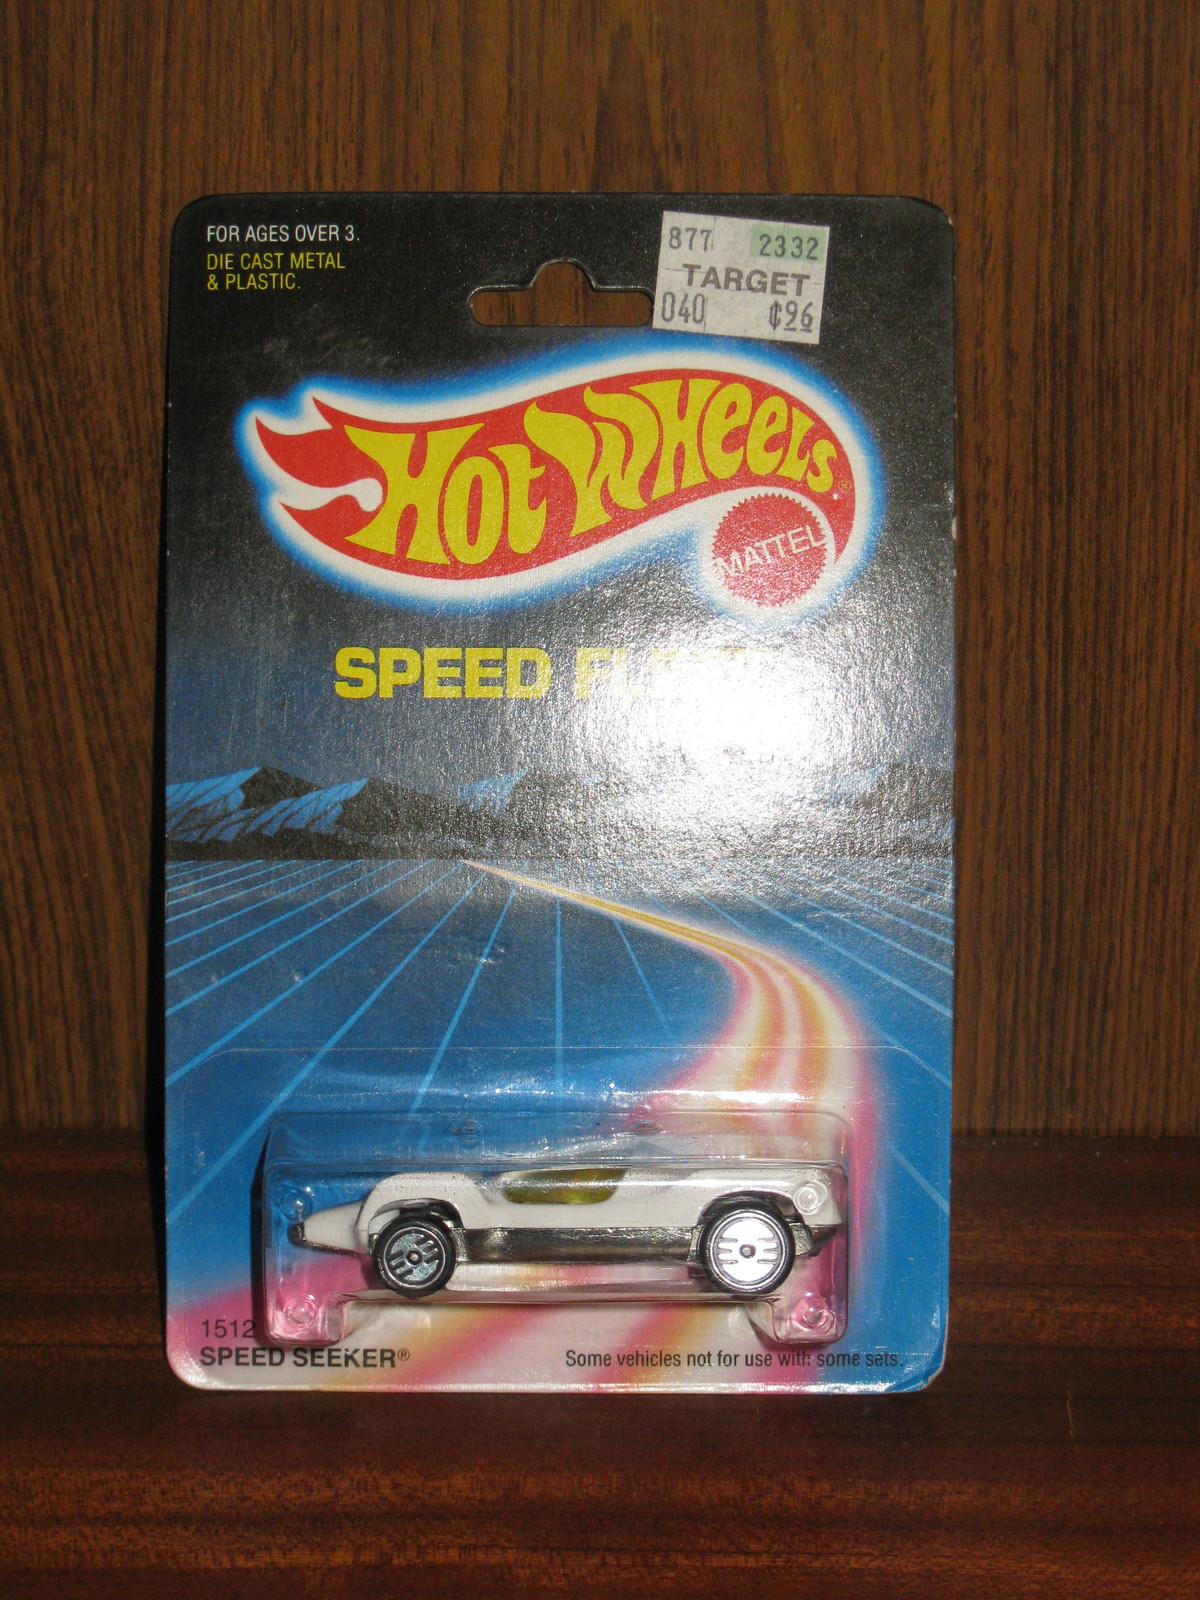 FOR AGES OVER 3.
DIE CAST METAL
& PLASTIC.
877 2332
TARGET
040 ¢96
HOT WHEELS®
MATTEL
SPEED
1512
SPEED SEEKER®
Some vehicles not for use with some sets.